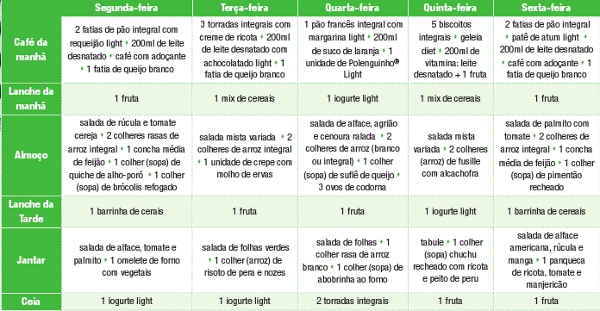 Segunda-feira
Terça-feira
Quarta-feira
Quinta-feira
Sexta-feira
Café da
manhã
2 fatias de pão integral com
requeijão light • 200ml de leite
desnatado • café com adoçante
• 1 fatia de queijo branco
3 torradas integrais com
creme de ricota • 200ml
de leite desnatado com
achocolatado light • 1
fatia de queijo branco
1 pão francês integral com
margarina light • 200ml
de suco de laranja • 1
unidade de Polenguinho®
Light
5 biscoitos
integrais • geleia
diet • 200ml de
vitamina: leite
desnatado + 1 fruta
2 fatias de pão integral
• patê de atum light •
• 200ml de leite desnatado
• café com adoçante • 1
fatia de queijo branco
Lanche da
manhã
1 fruta
1 mix de cereais
1 iogurte light
1 mix de cereais
1 fruta
Almoço
salada de rúcula e tomate
cereja • 2 colheres rasas de
arroz integral • 1 concha média
de feijão • 1 colher (sopa) de
quiche de alho-poró • 1 colher
(sopa) de brócolis refogado
salada mista variada • 2
colheres de arroz integral
• 1 unidade de crepe com
molho de ervas
salada de alface, agrião
e cenoura ralada • 2
colheres de arroz (branco
ou integral) • 1 colher
(sopa) de suflê de queijo •
3 ovos de codorna
salada mista
variada • 2 colheres
(arroz) de fusille
com alcachofra
salada de palmito com
tomate • 2 colheres de
arroz integral • 1 concha
média de feijão • 1 colher
(sopa) de pimentão
recheado
Lanche da
Tarde
1 barrinha de cerais
1 fruta
1 fruta
1 iogurte light
1 barrinha de cereais
Jantar
salada de alface, tomate e
palmito • 1 omelete de forno
com vegetais
salada de folhas verdes
• 1 colher (arroz) de
risoto de pera e nozes
salada de folhas • 1
colher rasa de arroz
branco • 1 colher (sopa) de
abobrinha ao forno
tabule • 1 colher
(sopa) chuchu
recheado com ricota
e peito de peru
salada de alface
americana, rúcula e
manga • 1 panqueca
de ricota, tomate e
manjericão
Ceia
1 iogurte light
1 iogurte light
2 torradas integrais
1 fruta
1 fruta